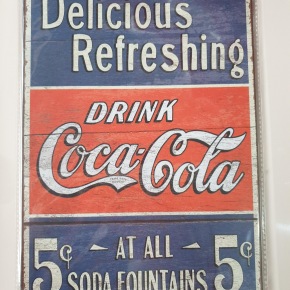 Delicious
Refreshing
DRINK
Coca-Cola
5¢ AT ALL 5¢
SODA FOUNTAINS